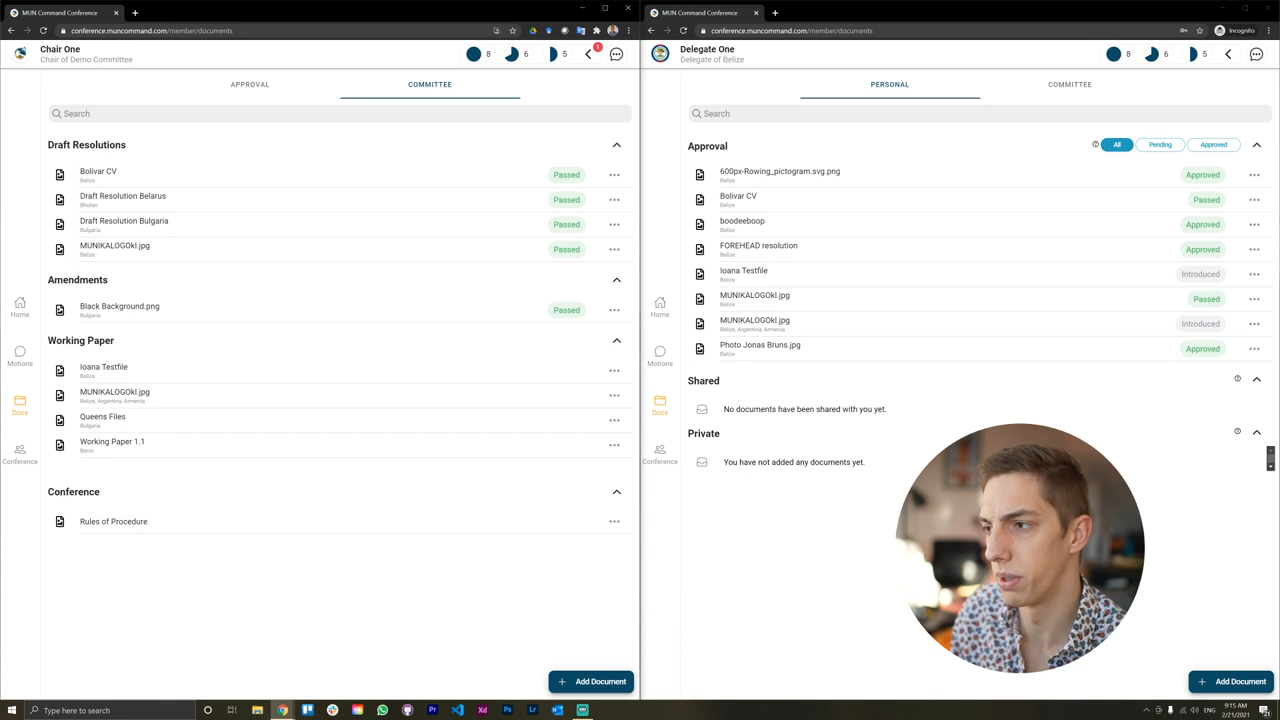 MUN Command Conference
conference.muncommand.com/member/documents
Chair One
Chair of Demo Committee
8
6
5
1
APPROVAL
COMMITTEE
Search
Draft Resolutions
Bolivar CV
Belize
Passed
Draft Resolution Belarus
Bhutan
Passed
Draft Resolution Bulgaria
Bulgaria
Passed
MUNIKALOGOkl.jpg
Belize
Passed
Amendments
Black Background.png
Bulgaria
Passed
Working Paper
Ioana Testfile
Belize
MUNIKALOGOkl.jpg
Belize, Argentina, Armenia
Queens Files
Bulgaria
Working Paper 1.1
Benin
Conference
Rules of Procedure
Home
Motions
Docs
Conference
Add Document
MUN Command Conference
conference.muncommand.com/member/documents
Incognito
Delegate One
Delegate of Belize
8
6
5
PERSONAL
COMMITTEE
Search
Approval
All
Pending
Approved
600px-Rowing_pictogram.svg.png
Belize
Approved
Bolivar CV
Belize
Passed
boodeeboop
Belize
Approved
FOREHEAD resolution
Belize
Approved
Ioana Testfile
Belize
Introduced
MUNIKALOGOkl.jpg
Belize
Passed
MUNIKALOGOkl.jpg
Belize, Argentina, Armenia
Introduced
Photo Jonas Bruns.jpg
Belize
Approved
Shared
No documents have been shared with you yet.
Private
You have not added any documents yet.
Home
Motions
Docs
Conference
Add Document
Type here to search
9:15 AM
2/21/2021